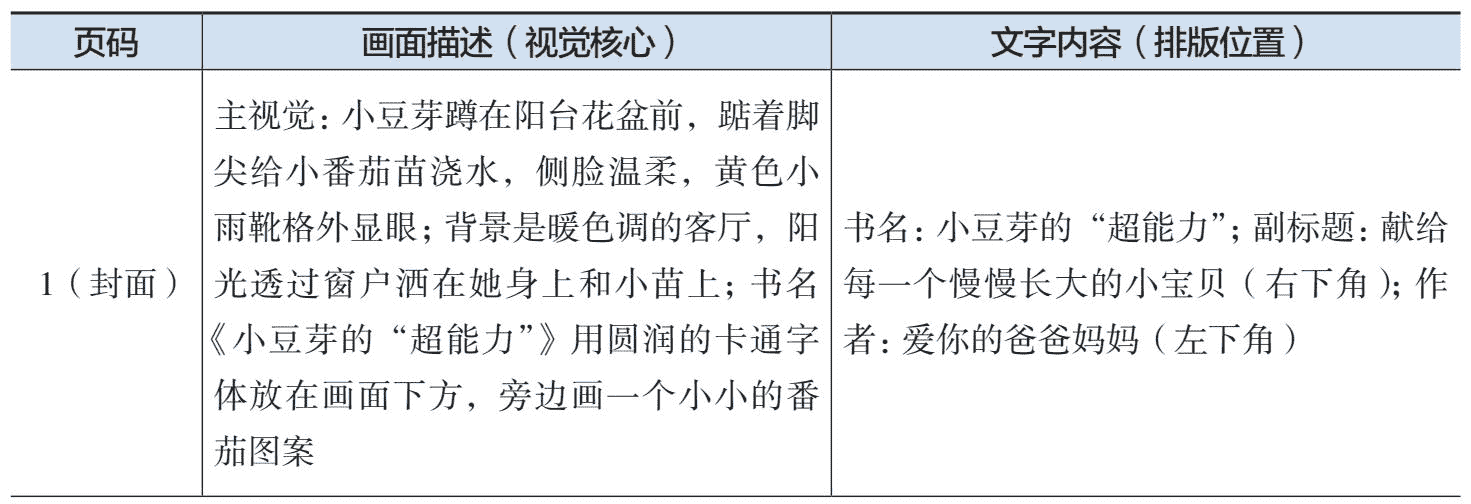 页码
画面描述（视觉核心）
文字内容（排版位置）
1（封面）
主视觉：小豆芽蹲在阳台花盆前，踮着脚
尖给小番茄苗浇水，侧脸温柔，黄色小
雨靴格外显眼；背景是暖色调的客厅，阳
光透过窗户洒在她身上和小苗上；书名
《小豆芽的“超能力”》用圆润的卡通字
体放在画面下方，旁边画一个小小的番
茄图案
书名：小豆芽的“超能力”；副标题：献给
每一个慢慢长大的小宝贝（右下角）；作
者：爱你的爸爸妈妈（左下角）